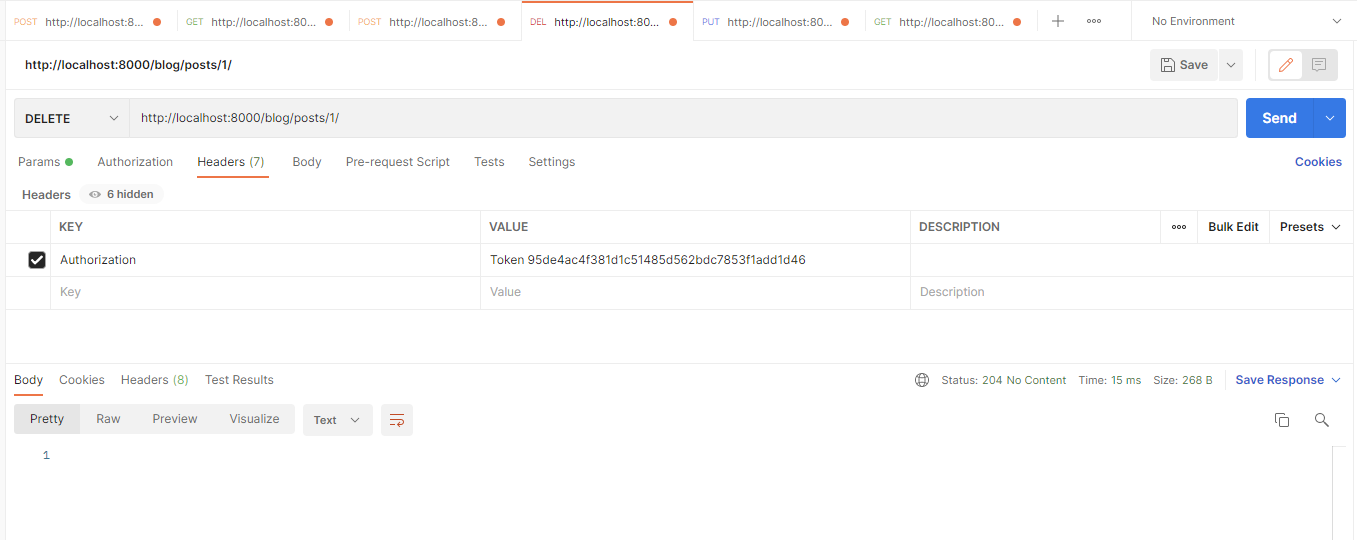 POST http://localhost:80... GET http://localhost:80... POST http://localhost:8... DEL http://localhost:80... PUT http://localhost:80... GET http://localhost:80... No Environment
http://localhost:8000/blog/posts/1/ Save
DELETE http://localhost:8000/blog/posts/1/ Send
Params Authorization Headers (7) Body Pre-request Script Tests Settings Cookies
Headers 6 hidden
KEY VALUE DESCRIPTION Bulk Edit Presets
Authorization Token 95de4ac4f381d1c51485d562bdc7853f1add1d46
Key Value Description
Body Cookies Headers (8) Test Results Status: 204 No Content Time: 15 ms Size: 268 B Save Response
Pretty Raw Preview Visualize Text
1